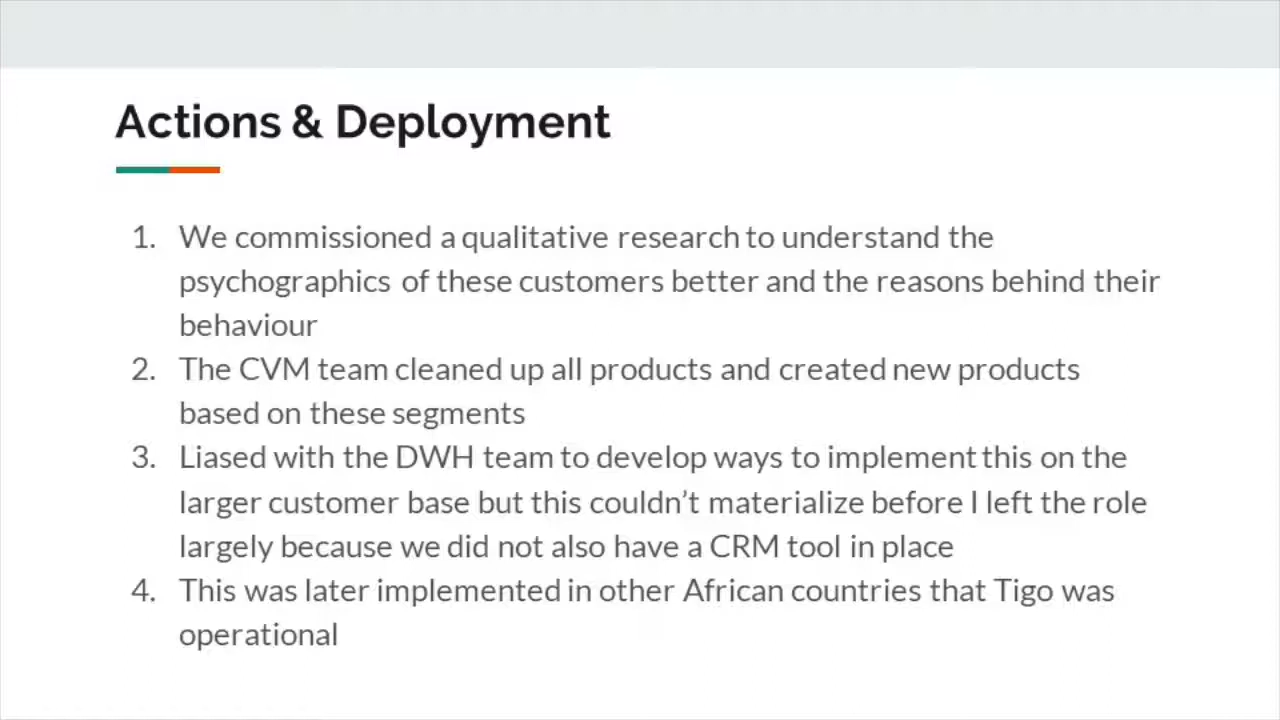 Actions & Deployment
1. We commissioned a qualitative research to understand the
psychographics of these customers better and the reasons behind their
behaviour
2. The CVM team cleaned up all products and created new products
based on these segments
3. Liased with the DWH team to develop ways to implement this on the
larger customer base but this couldn’t materialize before I left the role
largely because we did not also have a CRM tool in place
4. This was later implemented in other African countries that Tigo was
operational